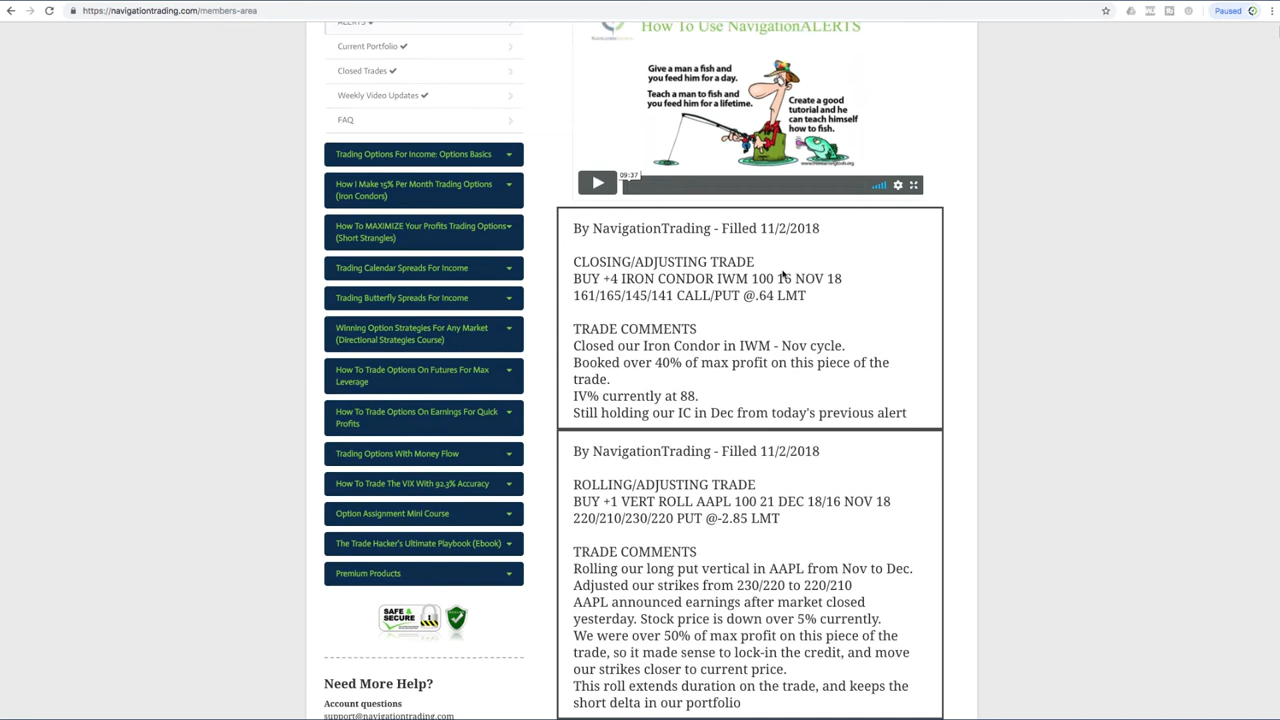 https://navigationtrading.com/members-area
Paused
ALERTS
Current Portfolio
Closed Trades
Weekly Video Updates
FAQ
Trading Options For Income: Options Basics
How I Make 15% Per Month Trading Options
(Iron Condors)
How To MAXIMIZE Your Profits Trading Options
(Short Strangles)
Trading Calendar Spreads For Income
Trading Butterfly Spreads For Income
Winning Option Strategies For Any Market
(Directional Strategies Course)
How To Trade Options On Futures For Max
Leverage
How To Trade Options On Earnings For Quick
Profits
Trading Options With Money Flow
How To Trade The VIX With 92.3% Accuracy
Option Assignment Mini Course
The Trade Hacker's Ultimate Playbook (Ebook)
Premium Products
SAFE &
SECURE
Need More Help?
Account questions
support@navigationtrading.com
How To Use NavigationALERTS
Give a man a fish and
you feed him for a day.
Teach a man to fish and
you feed him for a lifetime.
Create a good
tutorial and he
can teach himself
how to fish.
09:37
By NavigationTrading - Filled 11/2/2018
CLOSING/ADJUSTING TRADE
BUY +4 IRON CONDOR IWM 100 16 NOV 18
161/165/145/141 CALL/PUT @.64 LMT
TRADE COMMENTS
Closed our Iron Condor in IWM - Nov cycle.
Booked over 40% of max profit on this piece of the
trade.
IV% currently at 88.
Still holding our IC in Dec from today's previous alert
By NavigationTrading - Filled 11/2/2018
ROLLING/ADJUSTING TRADE
BUY +1 VERT ROLL AAPL 100 21 DEC 18/16 NOV 18
220/210/230/220 PUT @-2.85 LMT
TRADE COMMENTS
Rolling our long put vertical in AAPL from Nov to Dec.
Adjusted our strikes from 230/220 to 220/210
AAPL announced earnings after market closed
yesterday. Stock price is down over 5% currently.
We were over 50% of max profit on this piece of the
trade, so it made sense to lock-in the credit, and move
our strikes closer to current price.
This roll extends duration on the trade, and keeps the
short delta in our portfolio